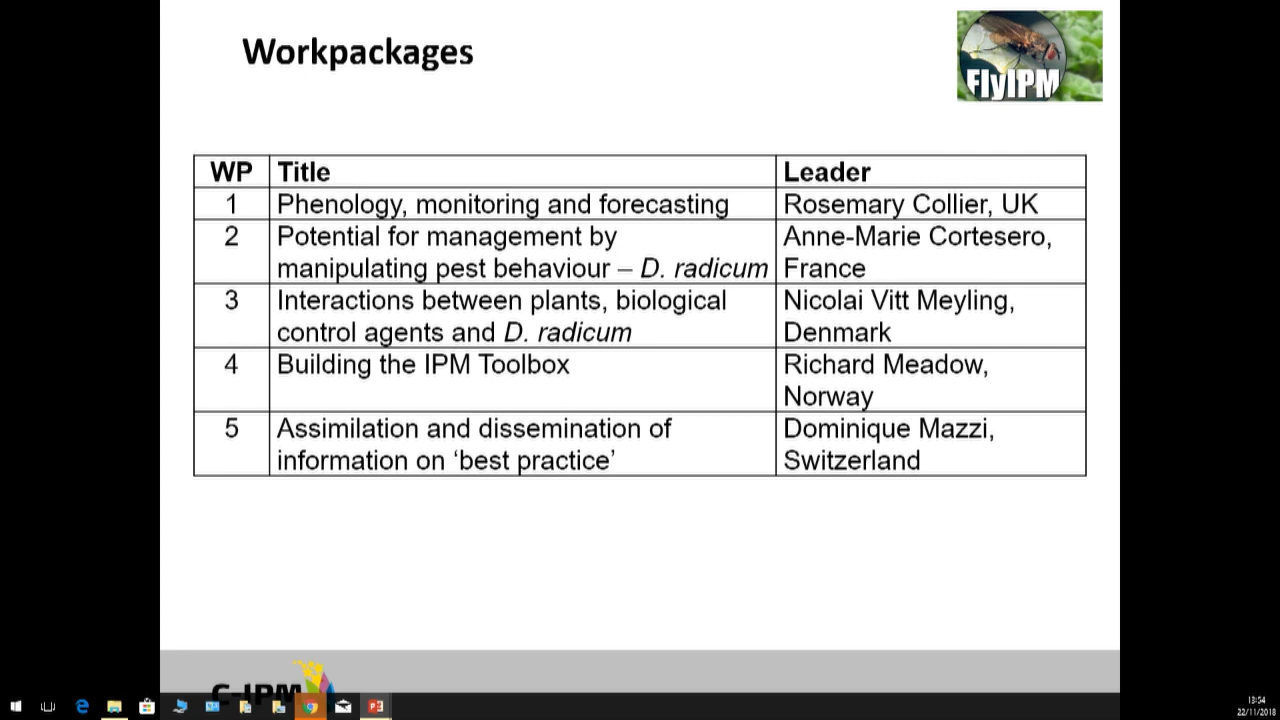 Workpackages
FlyIPM
WP Title Leader
1 Phenology, monitoring and forecasting Rosemary Collier, UK
2 Potential for management by Anne-Marie Cortesero,
manipulating pest behaviour – D. radicum France
3 Interactions between plants, biological Nicolai Vitt Meyling,
control agents and D. radicum Denmark
4 Building the IPM Toolbox Richard Meadow,
Norway
5 Assimilation and dissemination of Dominique Mazzi,
information on ‘best practice’ Switzerland
C-IPM
13:54
22/11/2018